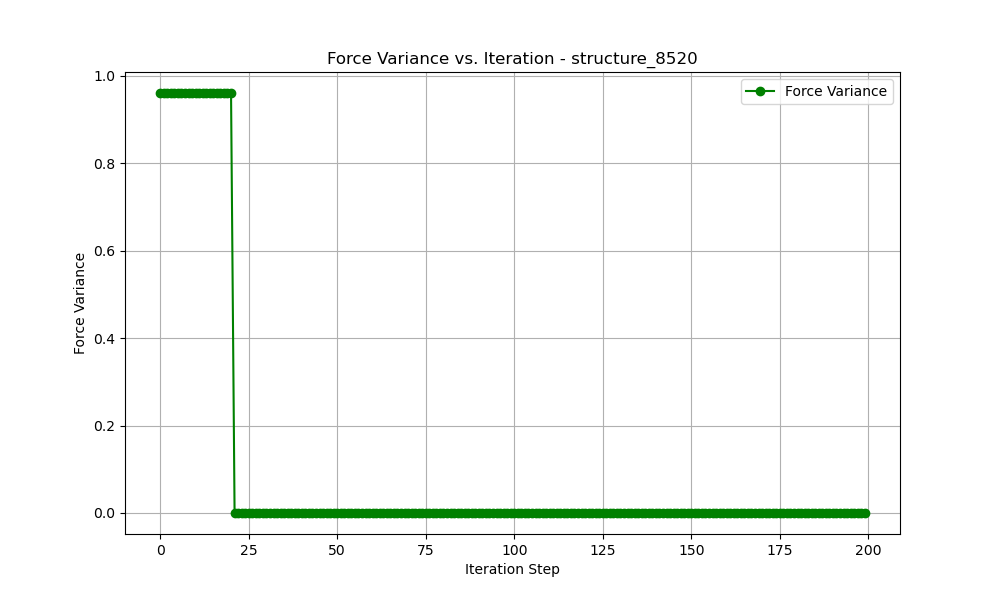 Force Variance vs. Iteration - structure_8520
Force Variance
1.0
0.8
0.6
0.4
0.2
0.0
Force Variance
0 25 50 75 100 125 150 175 200
Iteration Step